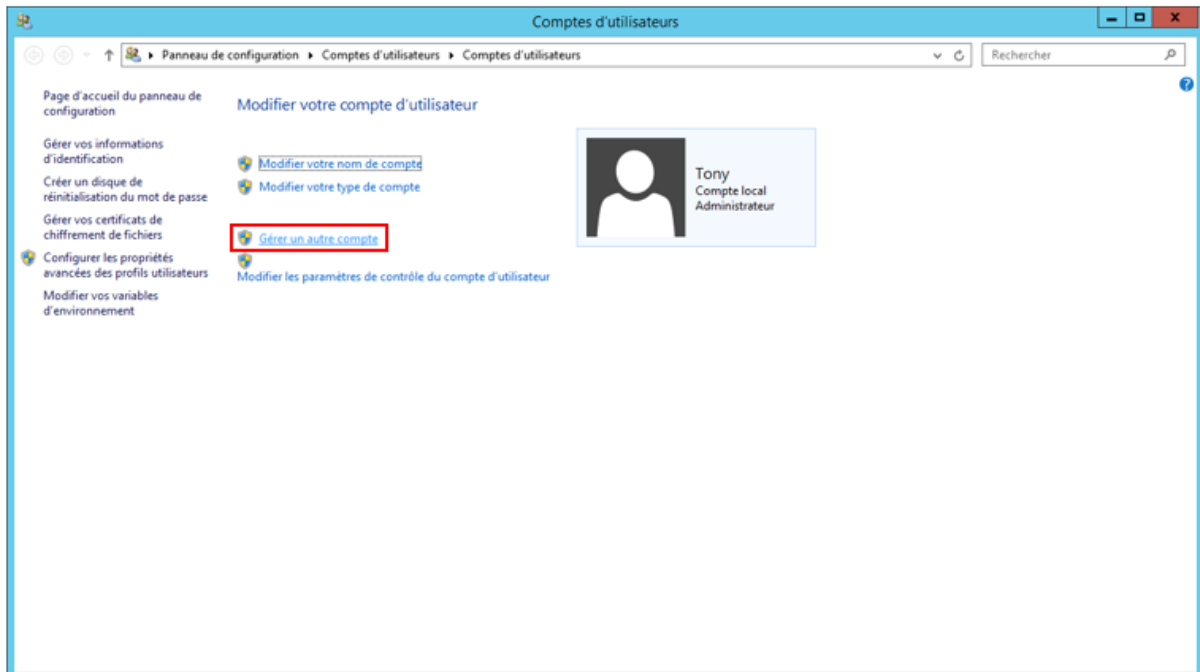 Comptes d'utilisateurs
Panneau de configuration Comptes d'utilisateurs Comptes d'utilisateurs
Rechercher
Page d'accueil du panneau de
configuration
Gérer vos informations
d'identification
Créer un disque de
réinitialisation du mot de passe
Gérer vos certificats de
chiffrement de fichiers
Configurer les propriétés
avancées des profils utilisateurs
Modifier vos variables
d'environnement
Modifier votre compte d'utilisateur
Modifier votre nom de compte
Modifier votre type de compte
Gérer un autre compte
Modifier les paramètres de contrôle du compte d'utilisateur
Tony
Compte local
Administrateur